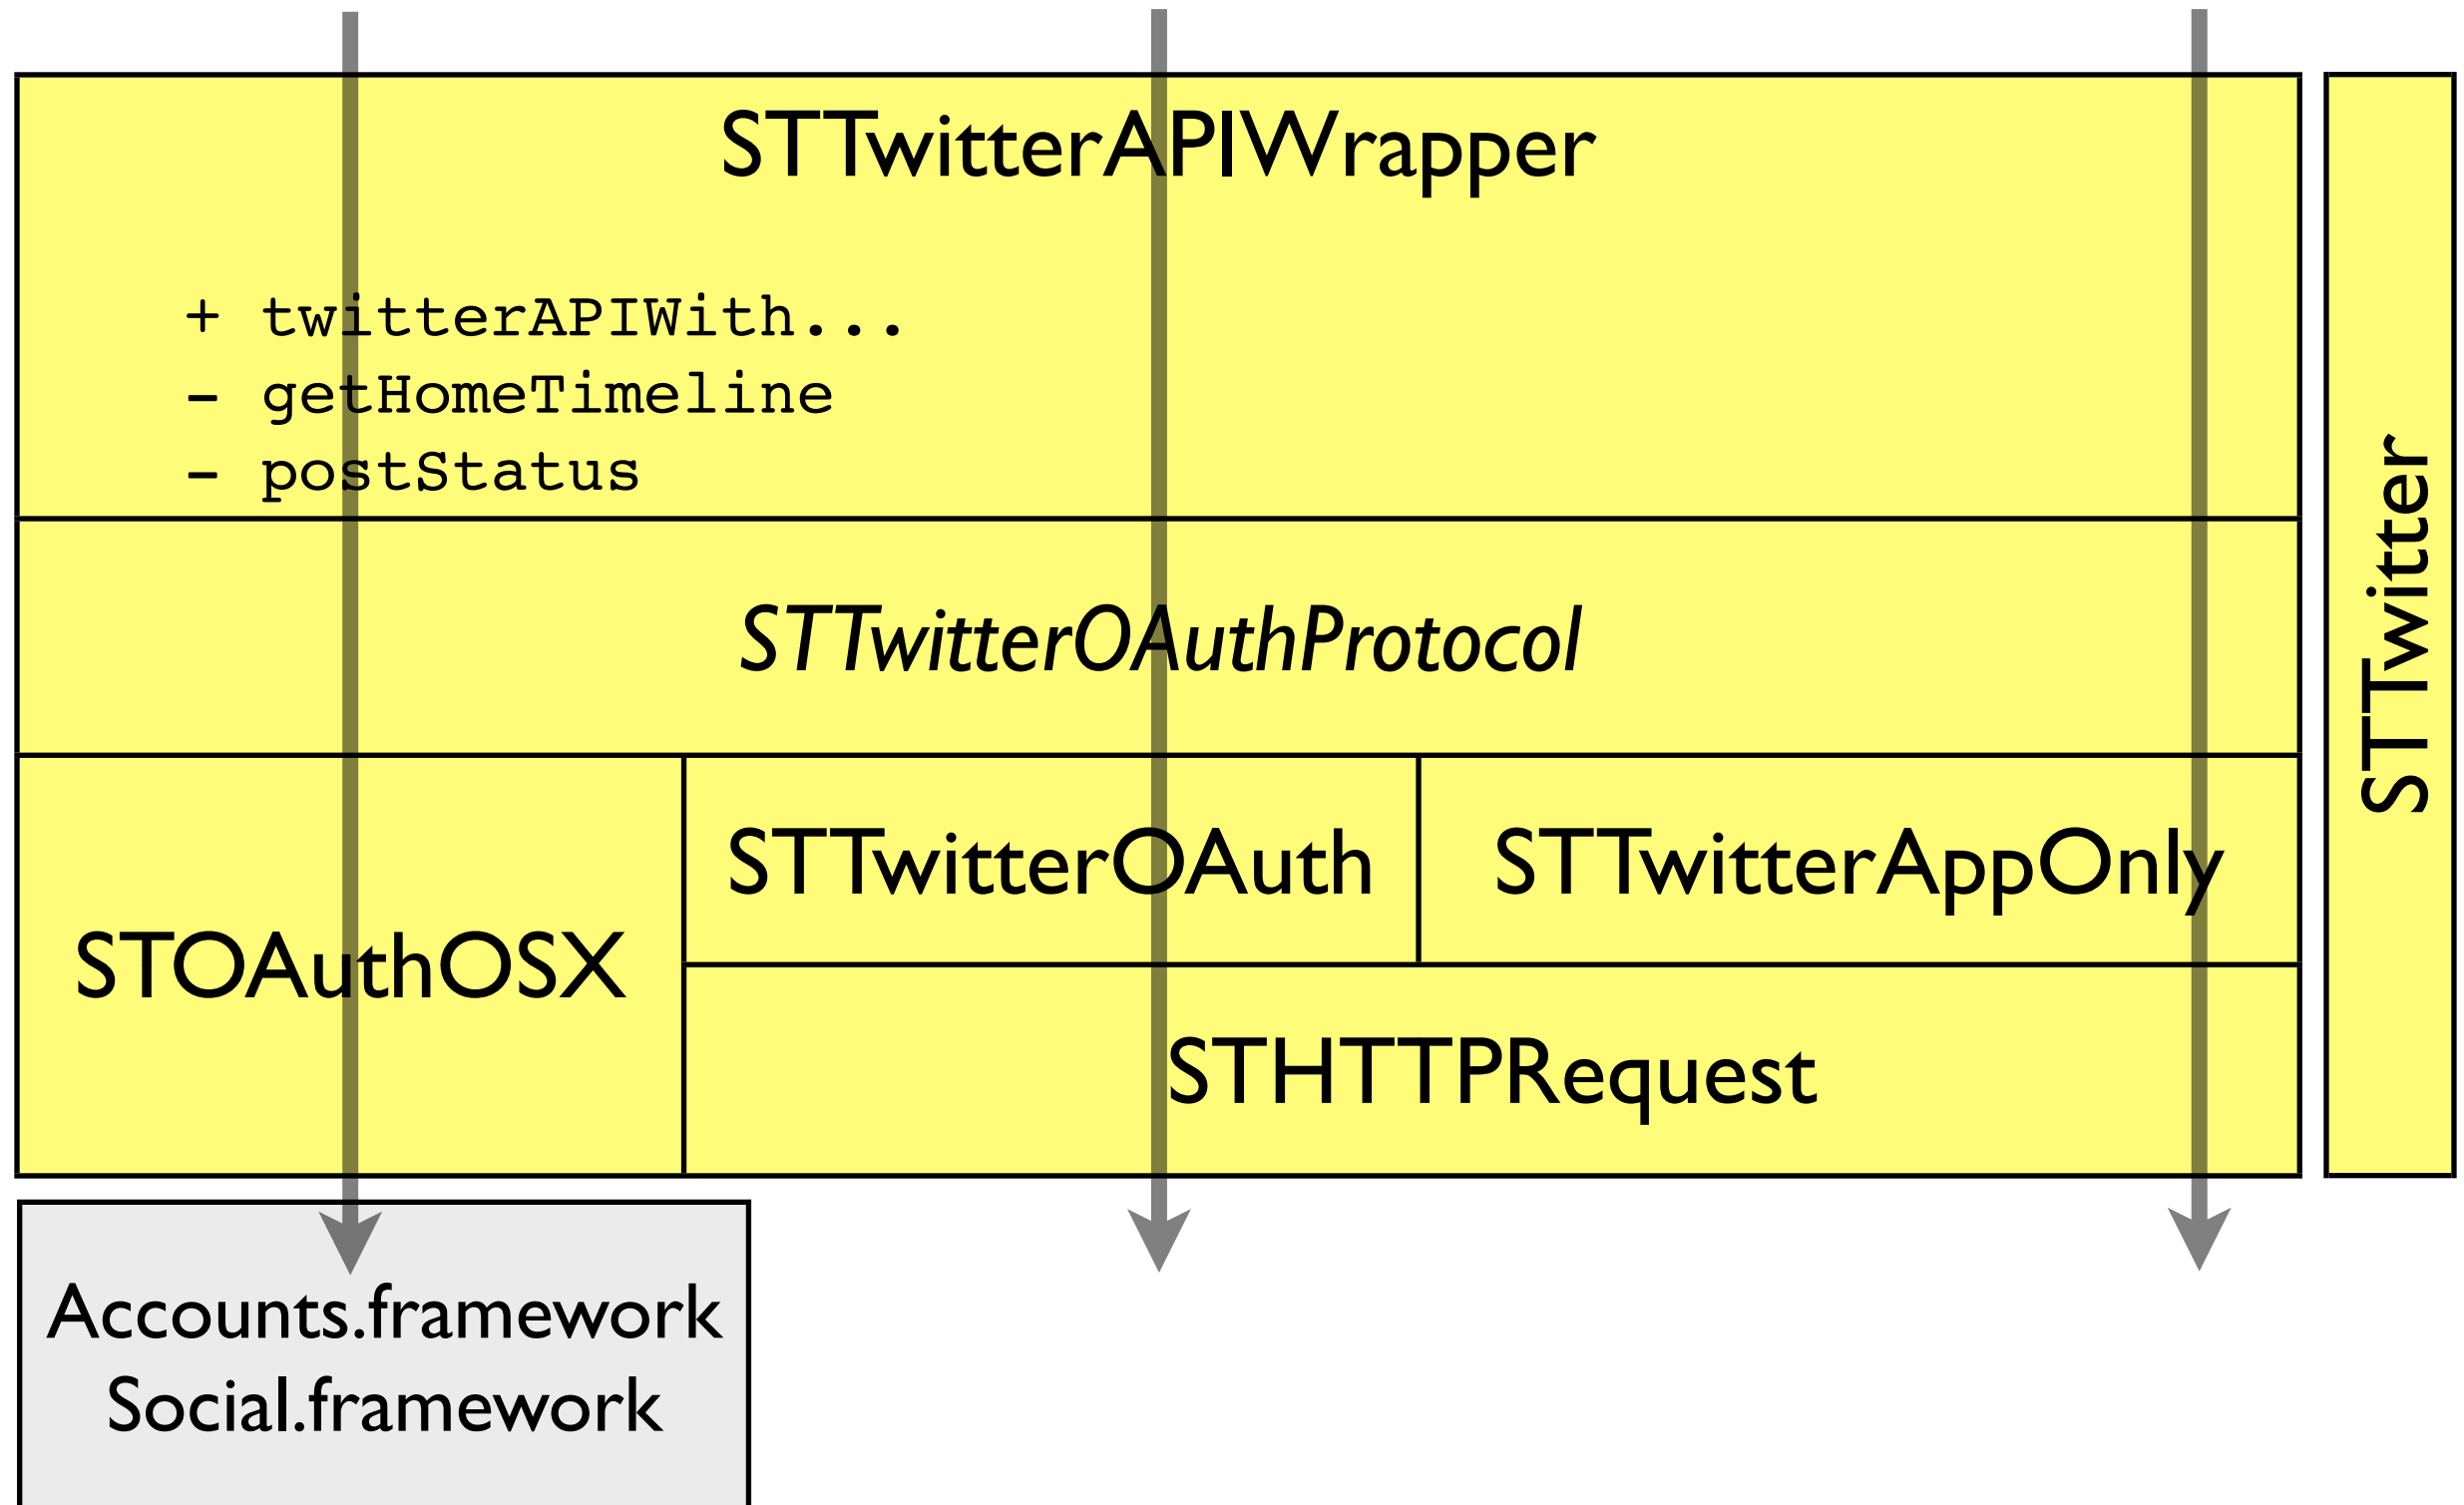 STTwitterAPIWrapper
+ twitterAPIWith...
- getHomeTimeline
- postStatus
STTwitterOAuthProtocol
STOAuthOSX
STTwitterOAuth
STTwitterAppOnly
STHTTPRequest
STTwitter
Accounts.framework
Social.framework